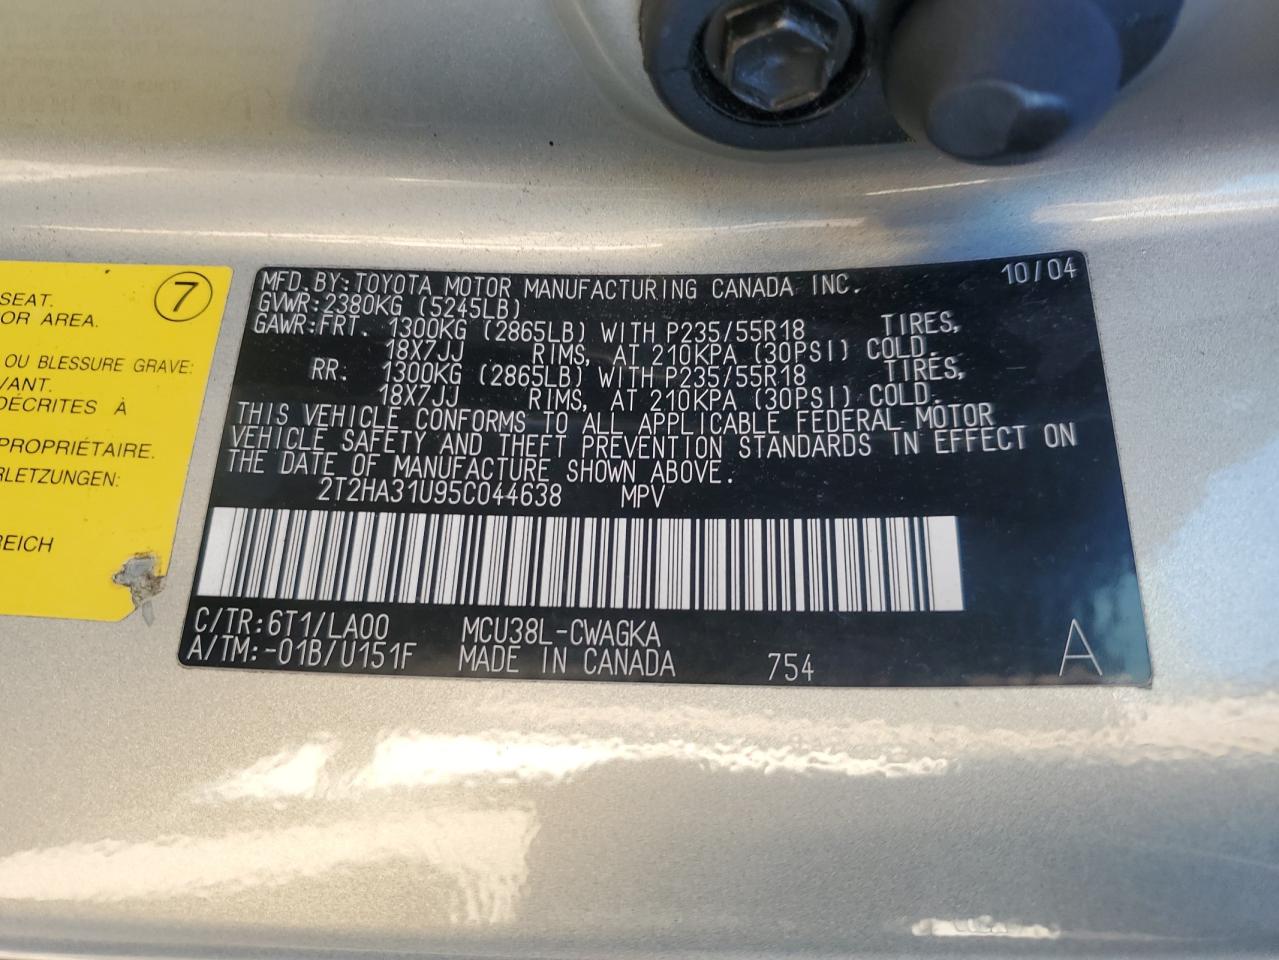 SEAT.
OR AREA.
7
OU BLESSURE GRAVE:
VANT.
DÉCRITES À
PROPRIÉTAIRE.
RLETZUNGEN:
REICH
MFD.BY:TOYOTA MOTOR MANUFACTURING CANADA INC. 10/04
GVWR:2380KG (5245LB)
GAWR:FRT. 1300KG (2865LB) WITH P235/55R18 TIRES,
18X7JJ RIMS, AT 210KPA (30PSI) COLD.
RR. 1300KG (2865LB) WITH P235/55R18 TIRES,
18X7JJ RIMS, AT 210KPA (30PSI) COLD.
THIS VEHICLE CONFORMS TO ALL APPLICABLE FEDERAL MOTOR
VEHICLE SAFETY AND THEFT PREVENTION STANDARDS IN EFFECT ON
THE DATE OF MANUFACTURE SHOWN ABOVE.
2T2HA31U95C044638 MPV
C/TR:6T1/LA00 MCU38L-CWAGKA
A/TM:-01B/U151F MADE IN CANADA 754 A